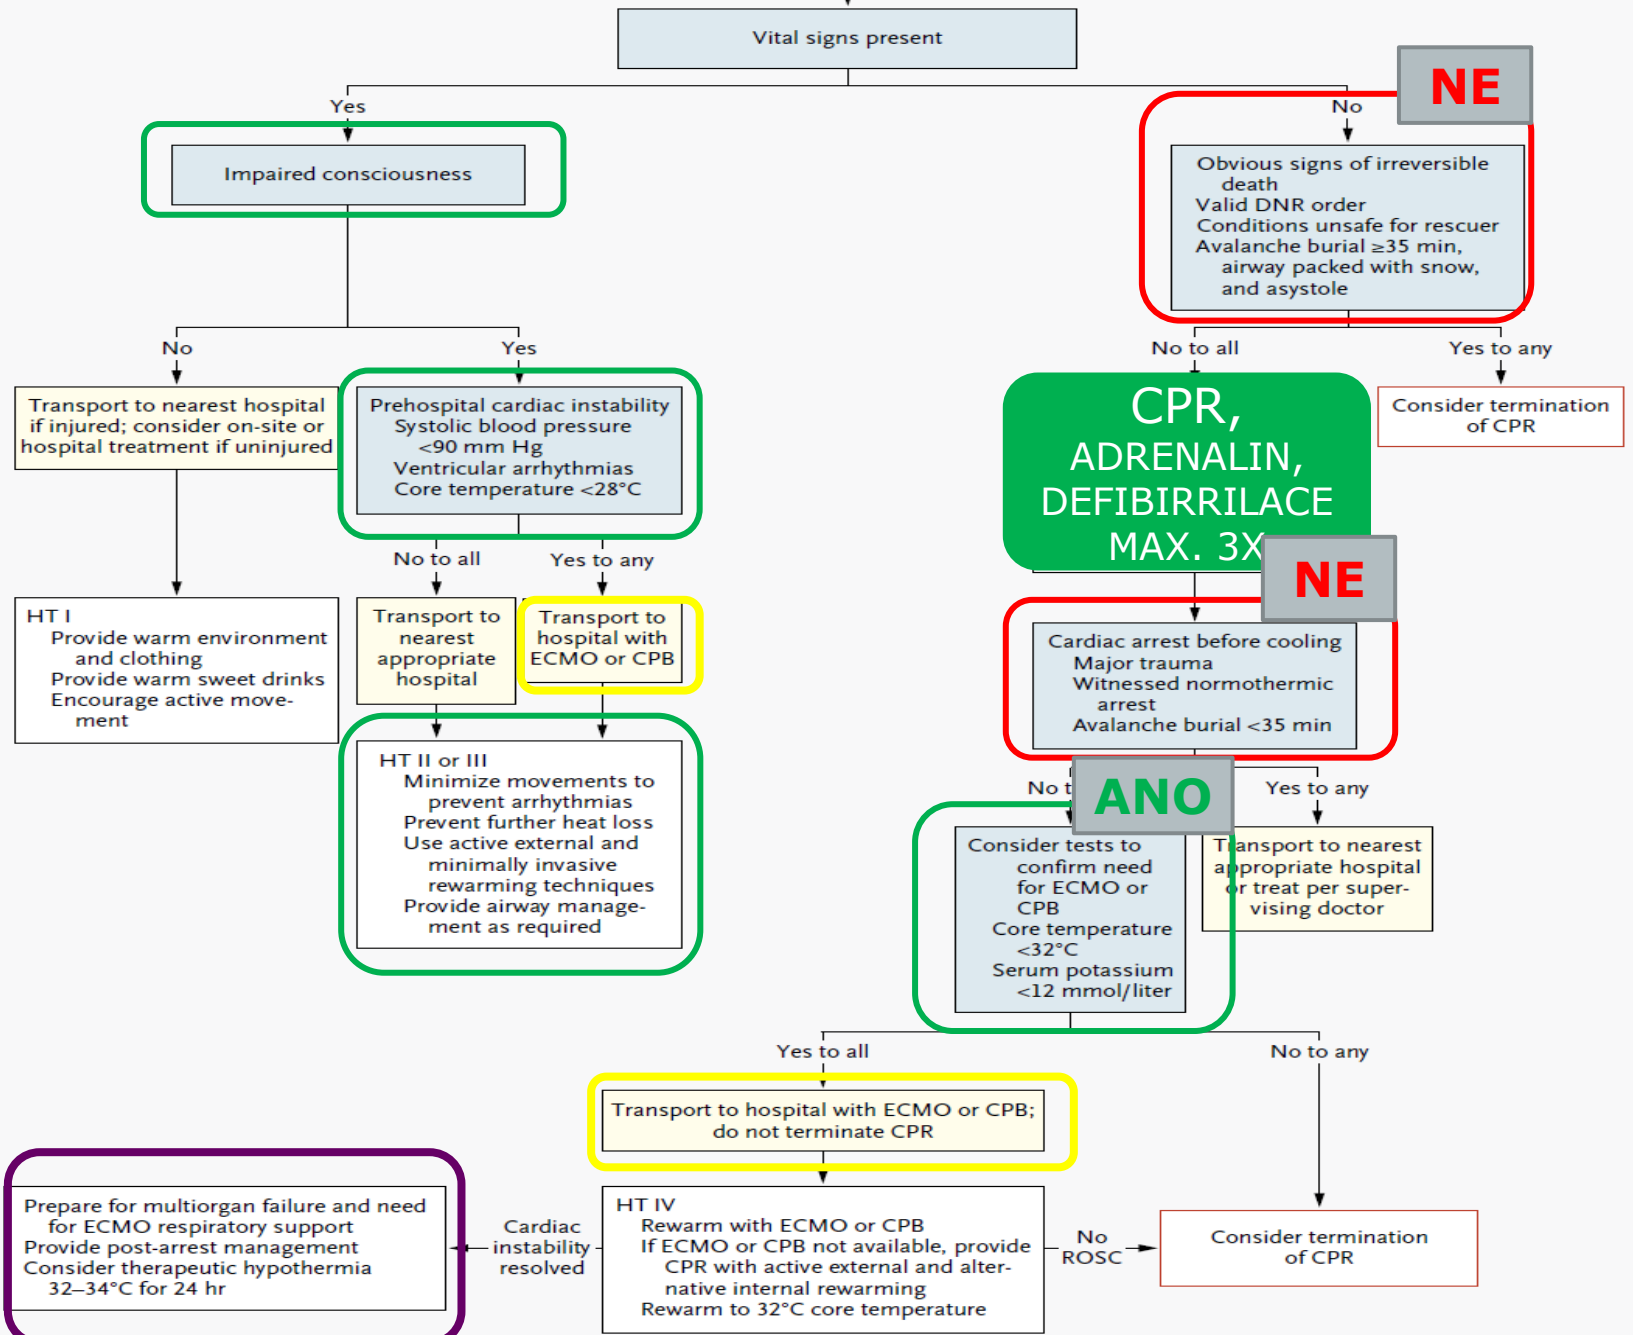 Vital signs present
Yes
No
NE
Impaired consciousness
Obvious signs of irreversible
death
Valid DNR order
Conditions unsafe for rescuer
Avalanche burial ≥35 min,
airway packed with snow,
and asystole
No
Yes
No to all
Yes to any
Transport to nearest hospital
if injured; consider on-site or
hospital treatment if uninjured
Prehospital cardiac instability
Systolic blood pressure
<90 mm Hg
Ventricular arrhythmias
Core temperature <28°C
CPR,
ADRENALIN,
DEFIBIRRILACE
MAX. 3X
Consider termination
of CPR
No to all
Yes to any
NE
HT I
Provide warm environment
and clothing
Provide warm sweet drinks
Encourage active move-
ment
Transport to
nearest
appropriate
hospital
Transport to
hospital with
ECMO or CPB
Cardiac arrest before cooling
Major trauma
Witnessed normothermic
arrest
Avalanche burial <35 min
HT II or III
Minimize movements to
prevent arrhythmias
Prevent further heat loss
Use active external and
minimally invasive
rewarming techniques
Provide airway manage-
ment as required
No
ANO
Yes to any
Consider tests to
confirm need
for ECMO or
CPB
Core temperature
<32°C
Serum potassium
<12 mmol/liter
Transport to nearest
appropriate hospital
or treat per super-
vising doctor
Yes to all
No to any
Transport to hospital with ECMO or CPB;
do not terminate CPR
Prepare for multiorgan failure and need
for ECMO respiratory support
Provide post-arrest management
Consider therapeutic hypothermia
32–34°C for 24 hr
Cardiac
instability
resolved
HT IV
Rewarm with ECMO or CPB
If ECMO or CPB not available, provide
CPR with active external and alter-
native internal rewarming
Rewarm to 32°C core temperature
No
ROSC
Consider termination
of CPR